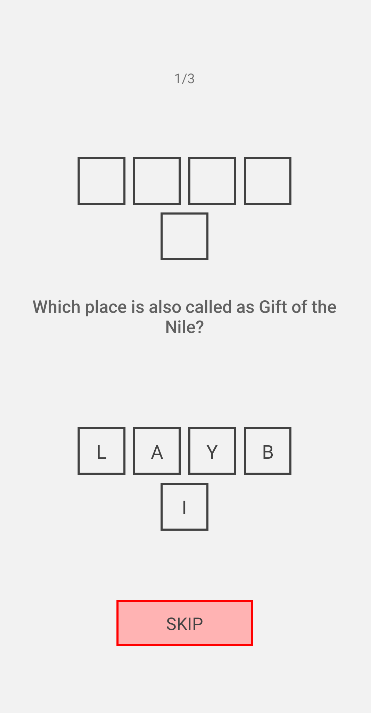 1/3
Which place is also called as Gift of the
Nile?
L A Y B
I
SKIP